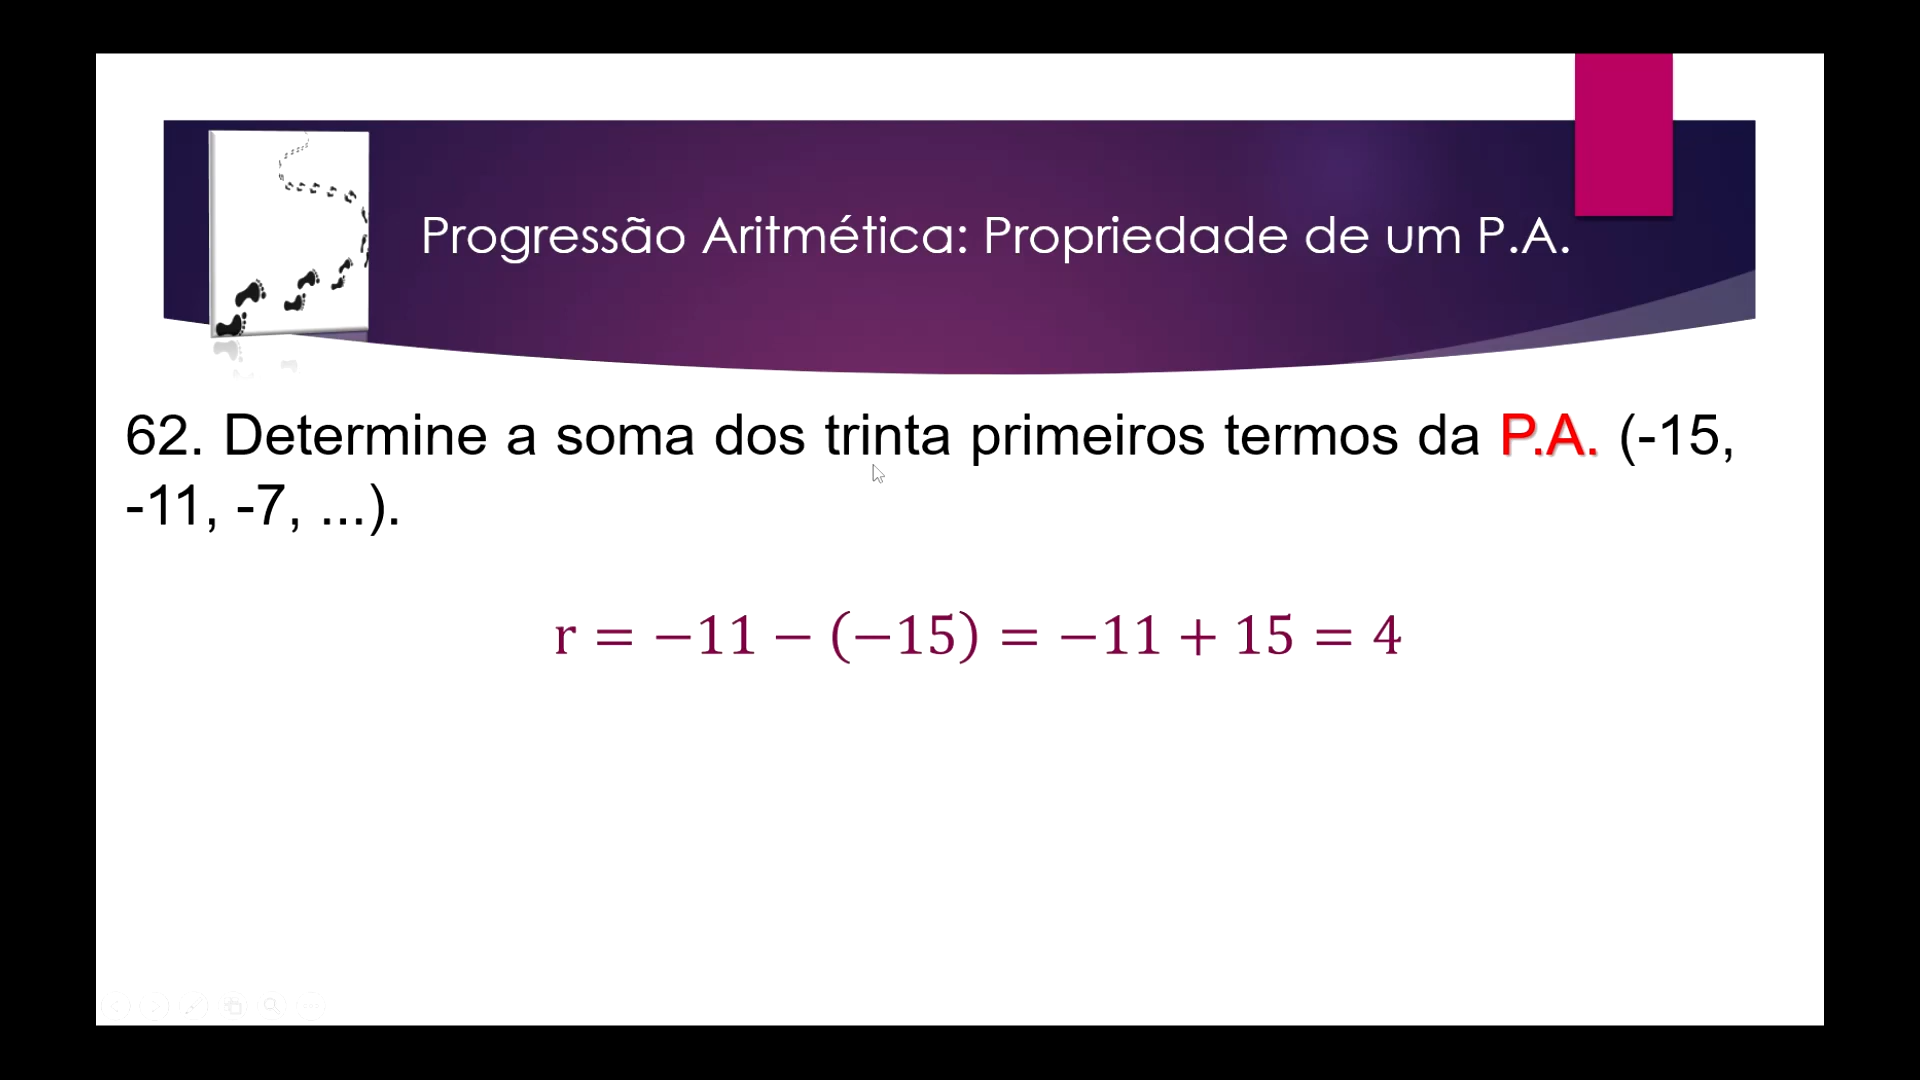 Progressão Aritmética: Propriedade de um P.A.
62. Determine a soma dos trinta primeiros termos da P.A. (-15,
-11, -7, ...).
r = −11 − (−15) = −11 + 15 = 4